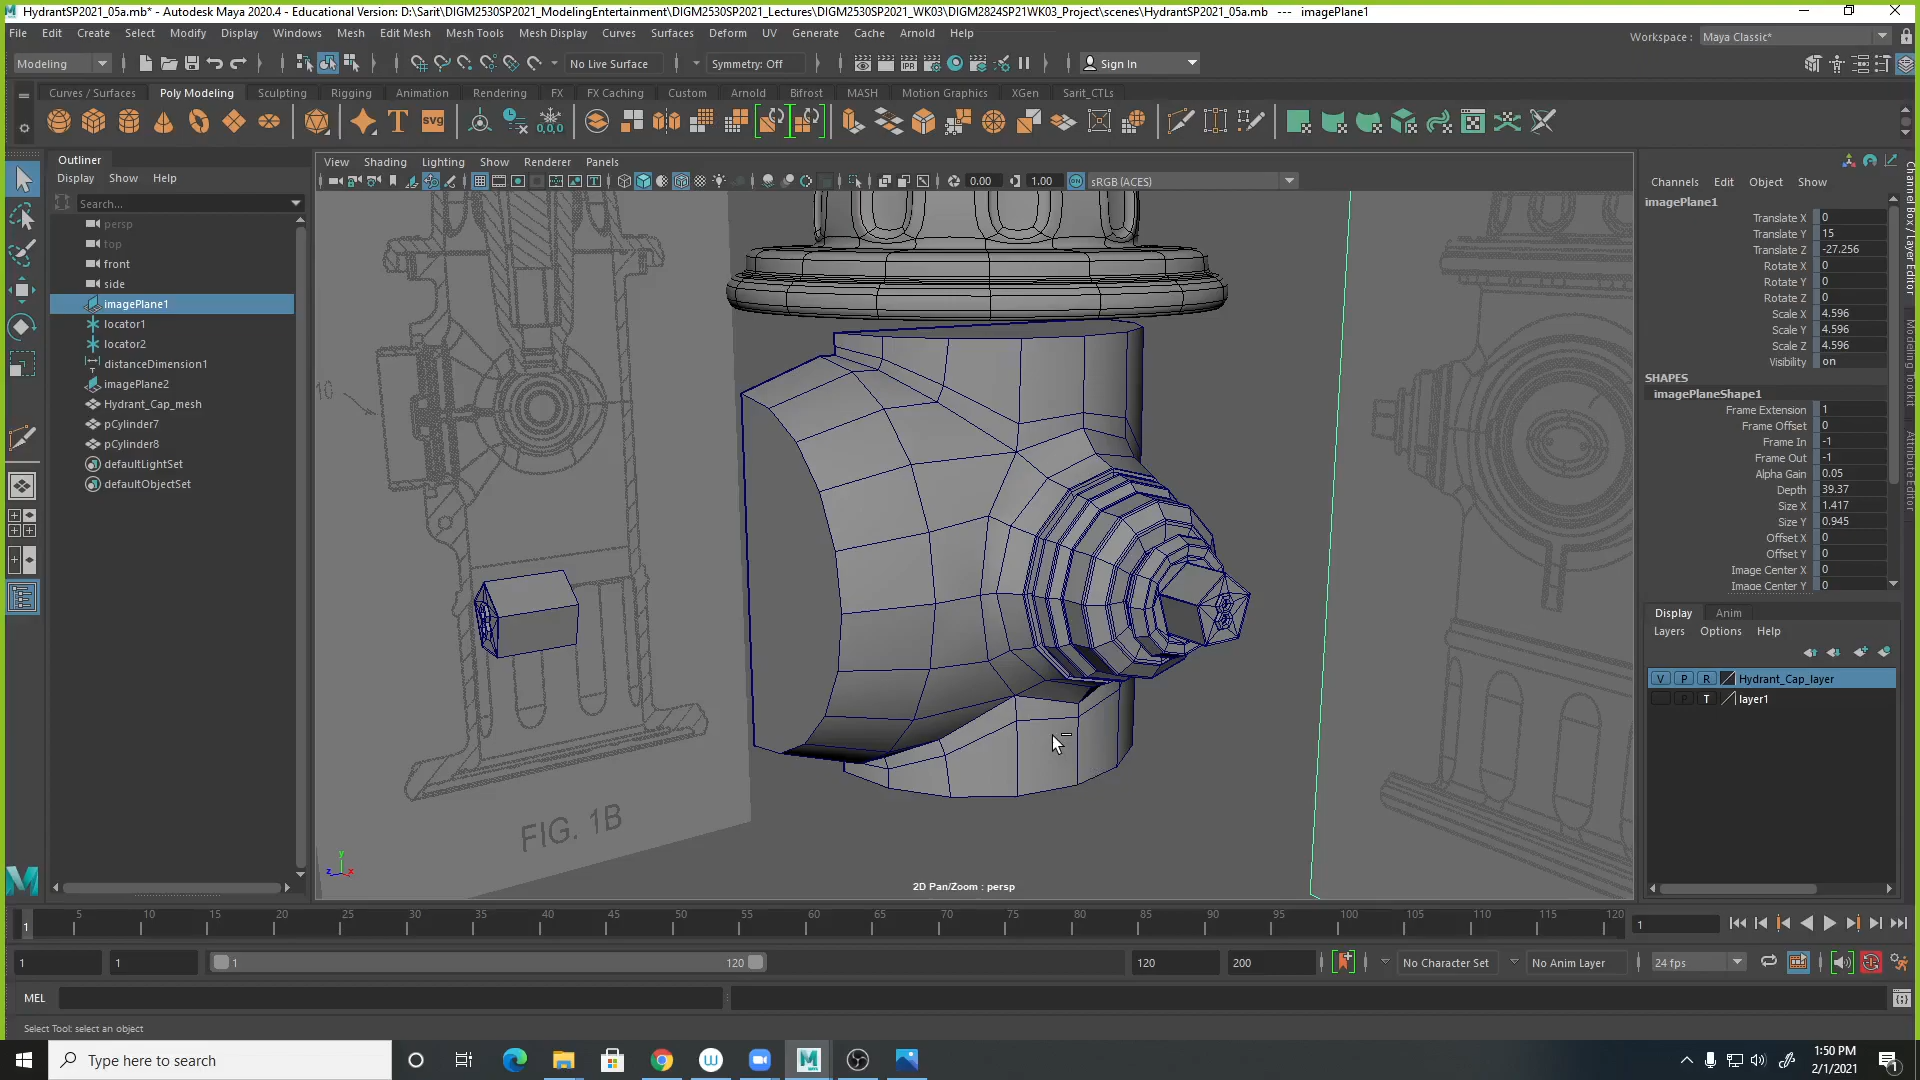 HydrantSP2021_05a.mb* - Autodesk Maya 2020.4 - Educational Version: D:\Sarit\DIGM2530SP2021_ModelingEntertainment\DIGM2530SP2021_Lectures\DIGM2530SP2021_WK03\DIGM2824SP21WK03_Project\scenes\HydrantSP2021_05a.mb --- imagePlane1
File Edit Create Select Modify Display Windows Mesh Edit Mesh Mesh Tools Mesh Display Curves Surfaces Deform UV Generate Cache Arnold Help
Workspace : Maya Classic*
Modeling No Live Surface Symmetry: Off Sign In
Curves / Surfaces Poly Modeling Sculpting Rigging Animation Rendering FX FX Caching Custom Arnold Bifrost MASH Motion Graphics XGen Sarit_CTLs
Outliner
Display Show Help
Search...
persp
top
front
side
imagePlane1
locator1
locator2
distanceDimension1
imagePlane2
Hydrant_Cap_mesh
pCylinder7
pCylinder8
defaultLightSet
defaultObjectSet
View Shading Lighting Show Renderer Panels
0.00 1.00 sRGB (ACES)
10
FIG. 1B
2D Pan/Zoom : persp
Channels Edit Object Show
imagePlane1
Translate X 0
Translate Y 15
Translate Z -27.256
Rotate X 0
Rotate Y 0
Rotate Z 0
Scale X 4.596
Scale Y 4.596
Scale Z 4.596
Visibility on
SHAPES
imagePlaneShape1
Frame Extension 1
Frame Offset 0
Frame In -1
Frame Out -1
Alpha Gain 0.05
Depth 39.37
Size X 1.417
Size Y 0.945
Offset X 0
Offset Y 0
Image Center X 0
Image Center Y 0
Channel Box / Layer Editor
Modeling Toolkit
Attribute Editor
Display Anim
Layers Options Help
V P R Hydrant_Cap_layer
P T layer1
5 10 15 20 25 30 35 40 45 50 55 60 65 70 75 80 85 90 95 100 105 110 115 120
1
1
1 1 1 120 120 200 No Character Set No Anim Layer 24 fps
MEL
Select Tool: select an object
Type here to search
1:50 PM
2/1/2021